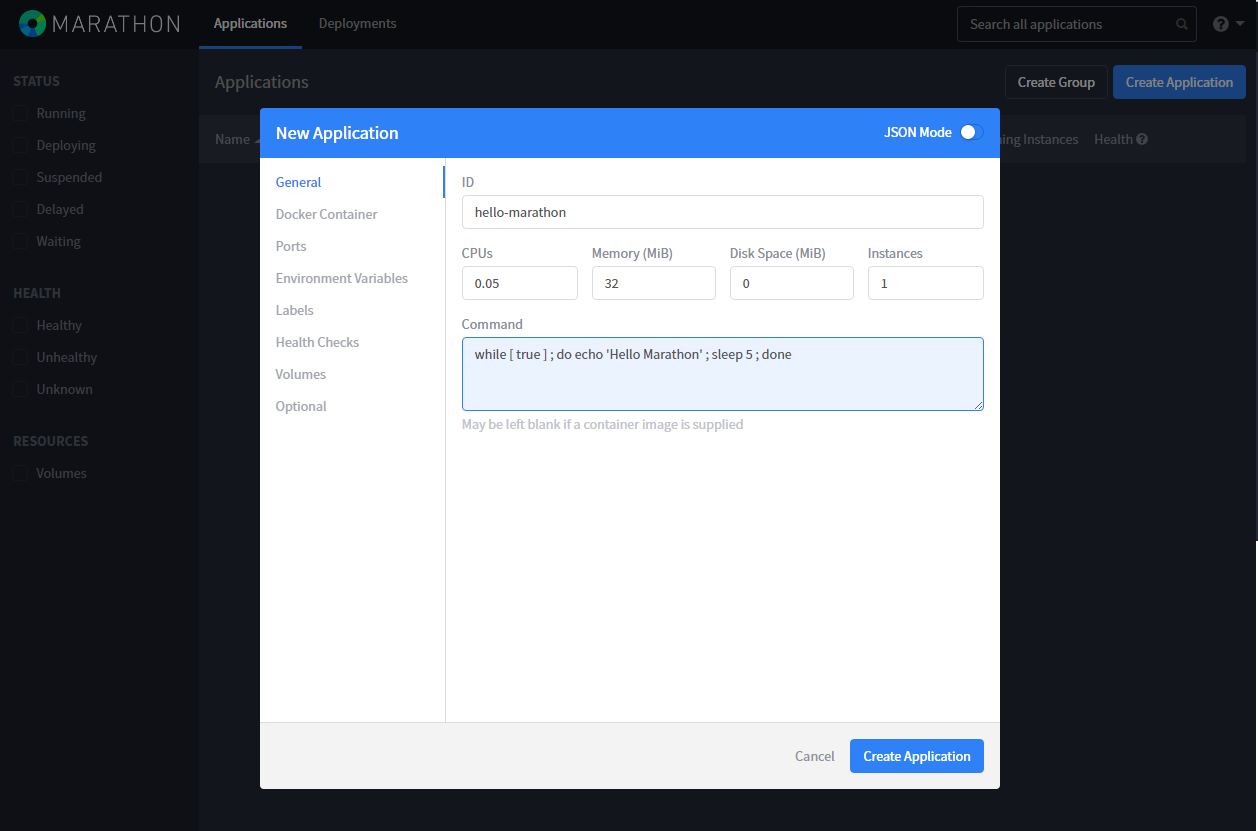 MARATHON
Applications
Deployments
Search all applications
?
STATUS
Running
Deploying
Suspended
Delayed
Waiting
HEALTH
Healthy
Unhealthy
Unknown
RESOURCES
Volumes
Applications
Create Group
Create Application
Name
Instances
Health ?
New Application
JSON Mode
General
Docker Container
Ports
Environment Variables
Labels
Health Checks
Volumes
Optional
ID
hello-marathon
CPUs
Memory (MiB)
Disk Space (MiB)
Instances
0.05
32
0
1
Command
while [ true ] ; do echo 'Hello Marathon' ; sleep 5 ; done
May be left blank if a container image is supplied
Cancel
Create Application